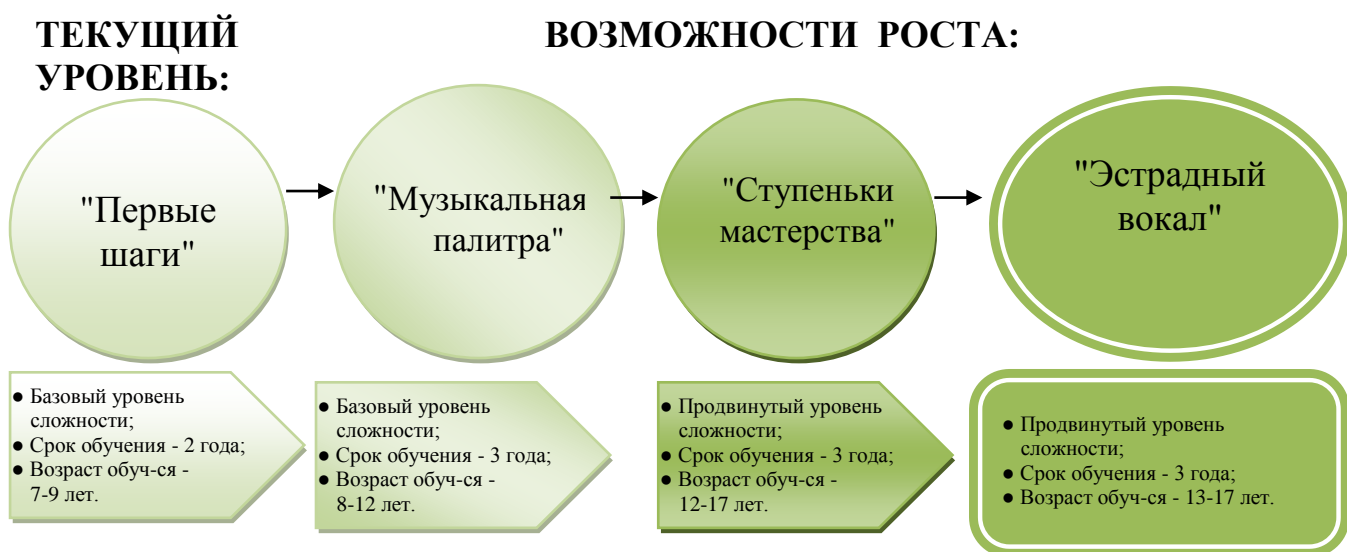 ТЕКУЩИЙ
УРОВЕНЬ:
ВОЗМОЖНОСТИ РОСТА:
"Первые
шаги"
"Музыкальная
палитра"
"Ступеньки
мастерства"
"Эстрадный
вокал"
● Базовый уровень
сложности;
● Срок обучения - 2 года;
● Возраст обуч-ся -
7-9 лет.
● Базовый уровень
сложности;
● Срок обучения - 3 года;
● Возраст обуч-ся -
8-12 лет.
● Продвинутый уровень
сложности;
● Срок обучения - 3 года;
● Возраст обуч-ся -
12-17 лет.
● Продвинутый уровень
сложности;
● Срок обучения - 3 года;
● Возраст обуч-ся - 13-17 лет.